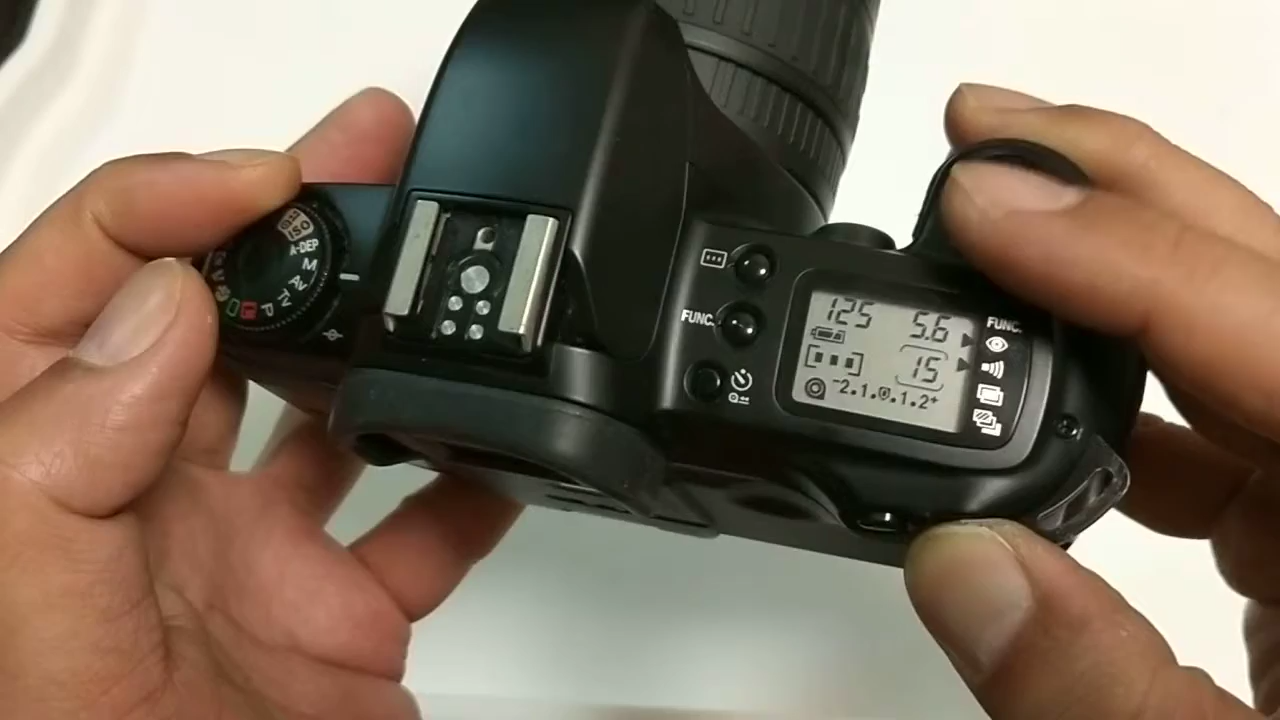 ISO
A-DEP
M
Av
Tv
P
FUNC.
125 5.6
15
-2.1.0.1.2+
FUNC.